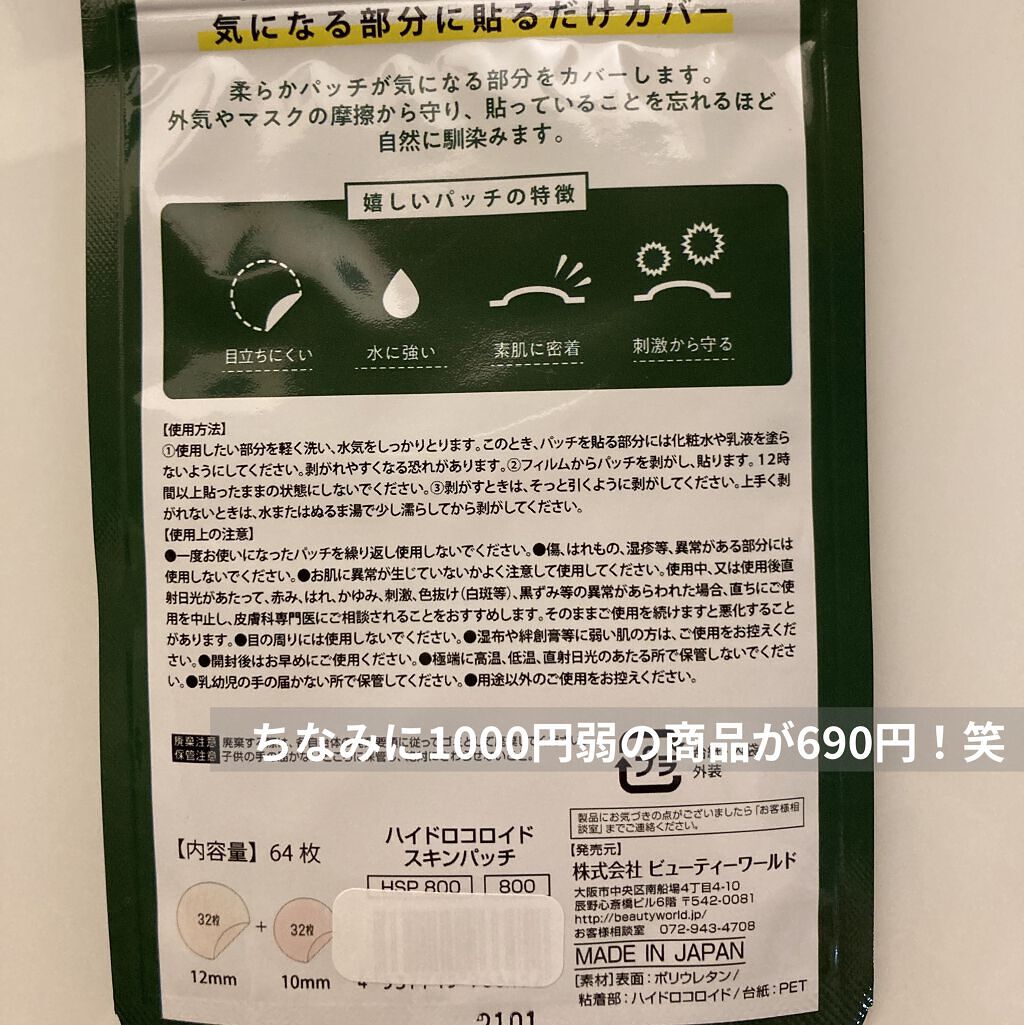 気になる部分に貼るだけカバー
柔らかパッチが気になる部分をカバーします。
外気やマスクの摩擦から守り、貼っていることを忘れるほど
自然に馴染みます。
嬉しいパッチの特徴
目立ちにくい 水に強い 素肌に密着 刺激から守る
【使用方法】
①使用したい部分を軽く洗い、水気をしっかりとります。このとき、パッチを貼る部分には化粧水や乳液を塗ら
ないようにしてください。剥がれやすくなる恐れがあります。②フィルムからパッチを剥がし、貼ります。12時
間以上貼ったままの状態にしないでください。③剥がすときは、そっと引くように剥がしてください。上手く剥
がれないときは、水またはぬるま湯で少し濡らしてから剥がしてください。
【使用上の注意】
●一度お使いになったパッチを繰り返し使用しないでください。●傷、はれもの、湿疹等、異常がある部分には
使用しないでください。●お肌に異常が生じていないかよく注意して使用してください。使用中、又は使用後直
射日光があたって、赤み、はれ、かゆみ、刺激、色抜け(白斑等)、黒ずみ等の異常があらわれた場合、直ちにご使
用を中止し、皮膚科専門医にご相談されることをおすすめします。そのままご使用を続けますと悪化すること
があります。●目の周りには使用しないでください。●湿布や絆創膏等に弱い肌の方は、ご使用をお控えくだ
さい。●開封後はお早めにご使用ください。●極端に高温、低温、直射日光のあたる所で保管しないでくださ
い。●乳幼児の手の届かない所で保管してください。●用途以外のご使用をお控えください。
ちなみに1000円弱の商品が690円！笑
廃棄注意 廃棄す
保管注意 子供の手の
プラ
外装
製品にお気づきの点がございましたら「お客様相
談室」までご連絡ください。
【内容量】64枚
32枚 + 32枚
12mm 10mm
ハイドロコロイド
スキンパッチ
HSP 800 800
【発売元】
株式会社 ビューティーワールド
大阪市中央区南船場4丁目4-10
辰野心斎橋ビル6階 〒542-0081
http://beautyworld.jp/
お客様相談室 072-943-4708
MADE IN JAPAN
[素材]表面：ポリウレタン/
粘着部：ハイドロコロイド/台紙：PET
2101